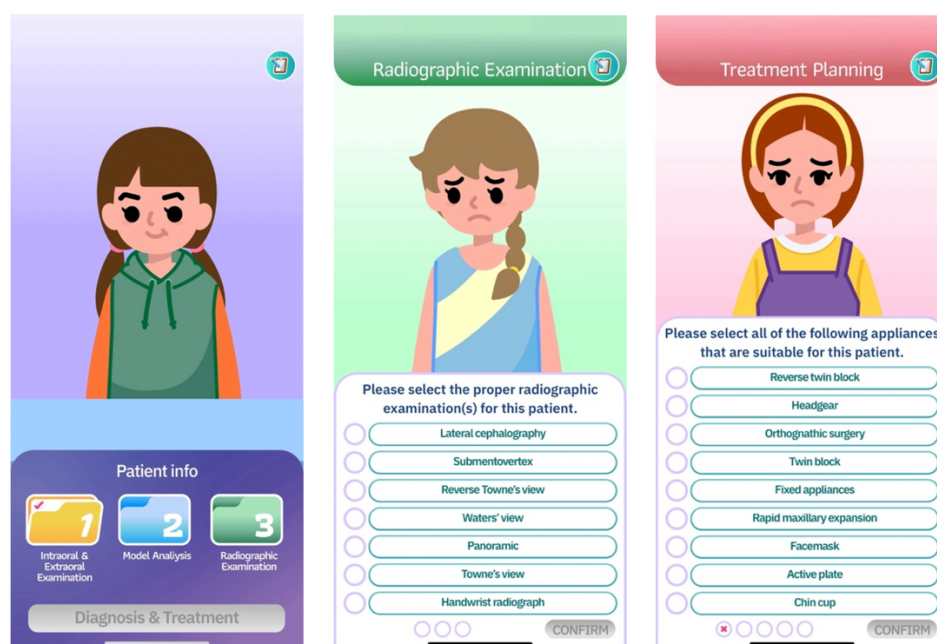 Patient info
1
2
3
Intraoral &
Extraoral
Examination
Model Analysis
Radiographic
Examination
Diagnosis & Treatment
Radiographic Examination
Please select the proper radiographic
examination(s) for this patient.
Lateral cephalography
Submentovertex
Reverse Towne's view
Waters' view
Panoramic
Towne's view
Handwrist radiograph
CONFIRM
Treatment Planning
Please select all of the following appliances
that are suitable for this patient.
Reverse twin block
Headgear
Orthognathic surgery
Twin block
Fixed appliances
Rapid maxillary expansion
Facemask
Active plate
Chin cup
CONFIRM